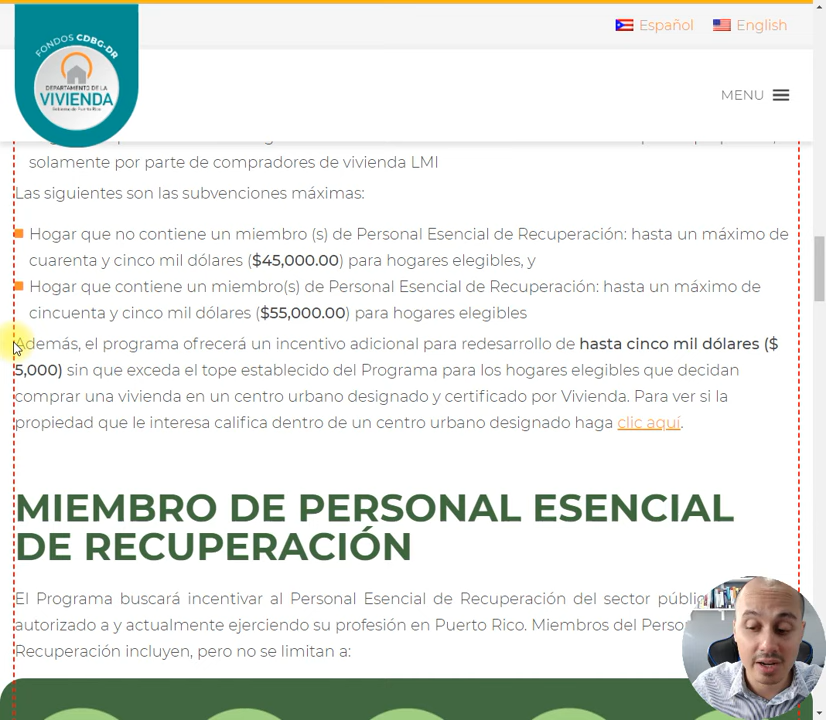 Español
English
FONDOS CDBG-DR
DEPARTAMENTO DE LA
VIVIENDA
MENU
solamente por parte de compradores de vivienda LMI
Las siguientes son las subvenciones máximas:
Hogar que no contiene un miembro (s) de Personal Esencial de Recuperación: hasta un máximo de
cuarenta y cinco mil dólares ($45,000.00) para hogares elegibles, y
Hogar que contiene un miembro(s) de Personal Esencial de Recuperación: hasta un máximo de
cincuenta y cinco mil dólares ($55,000.00) para hogares elegibles
Además, el programa ofrecerá un incentivo adicional para redesarrollo de hasta cinco mil dólares ($
5,000) sin que exceda el tope establecido del Programa para los hogares elegibles que decidan
comprar una vivienda en un centro urbano designado y certificado por Vivienda. Para ver si la
propiedad que le interesa califica dentro de un centro urbano designado haga clic aquí.
MIEMBRO DE PERSONAL ESENCIAL
DE RECUPERACIÓN
El Programa buscará incentivar al Personal Esencial de Recuperación del sector
autorizado a y actualmente ejerciendo su profesión en Puerto Rico. Miembros del
Recuperación incluyen, pero no se limitan a: